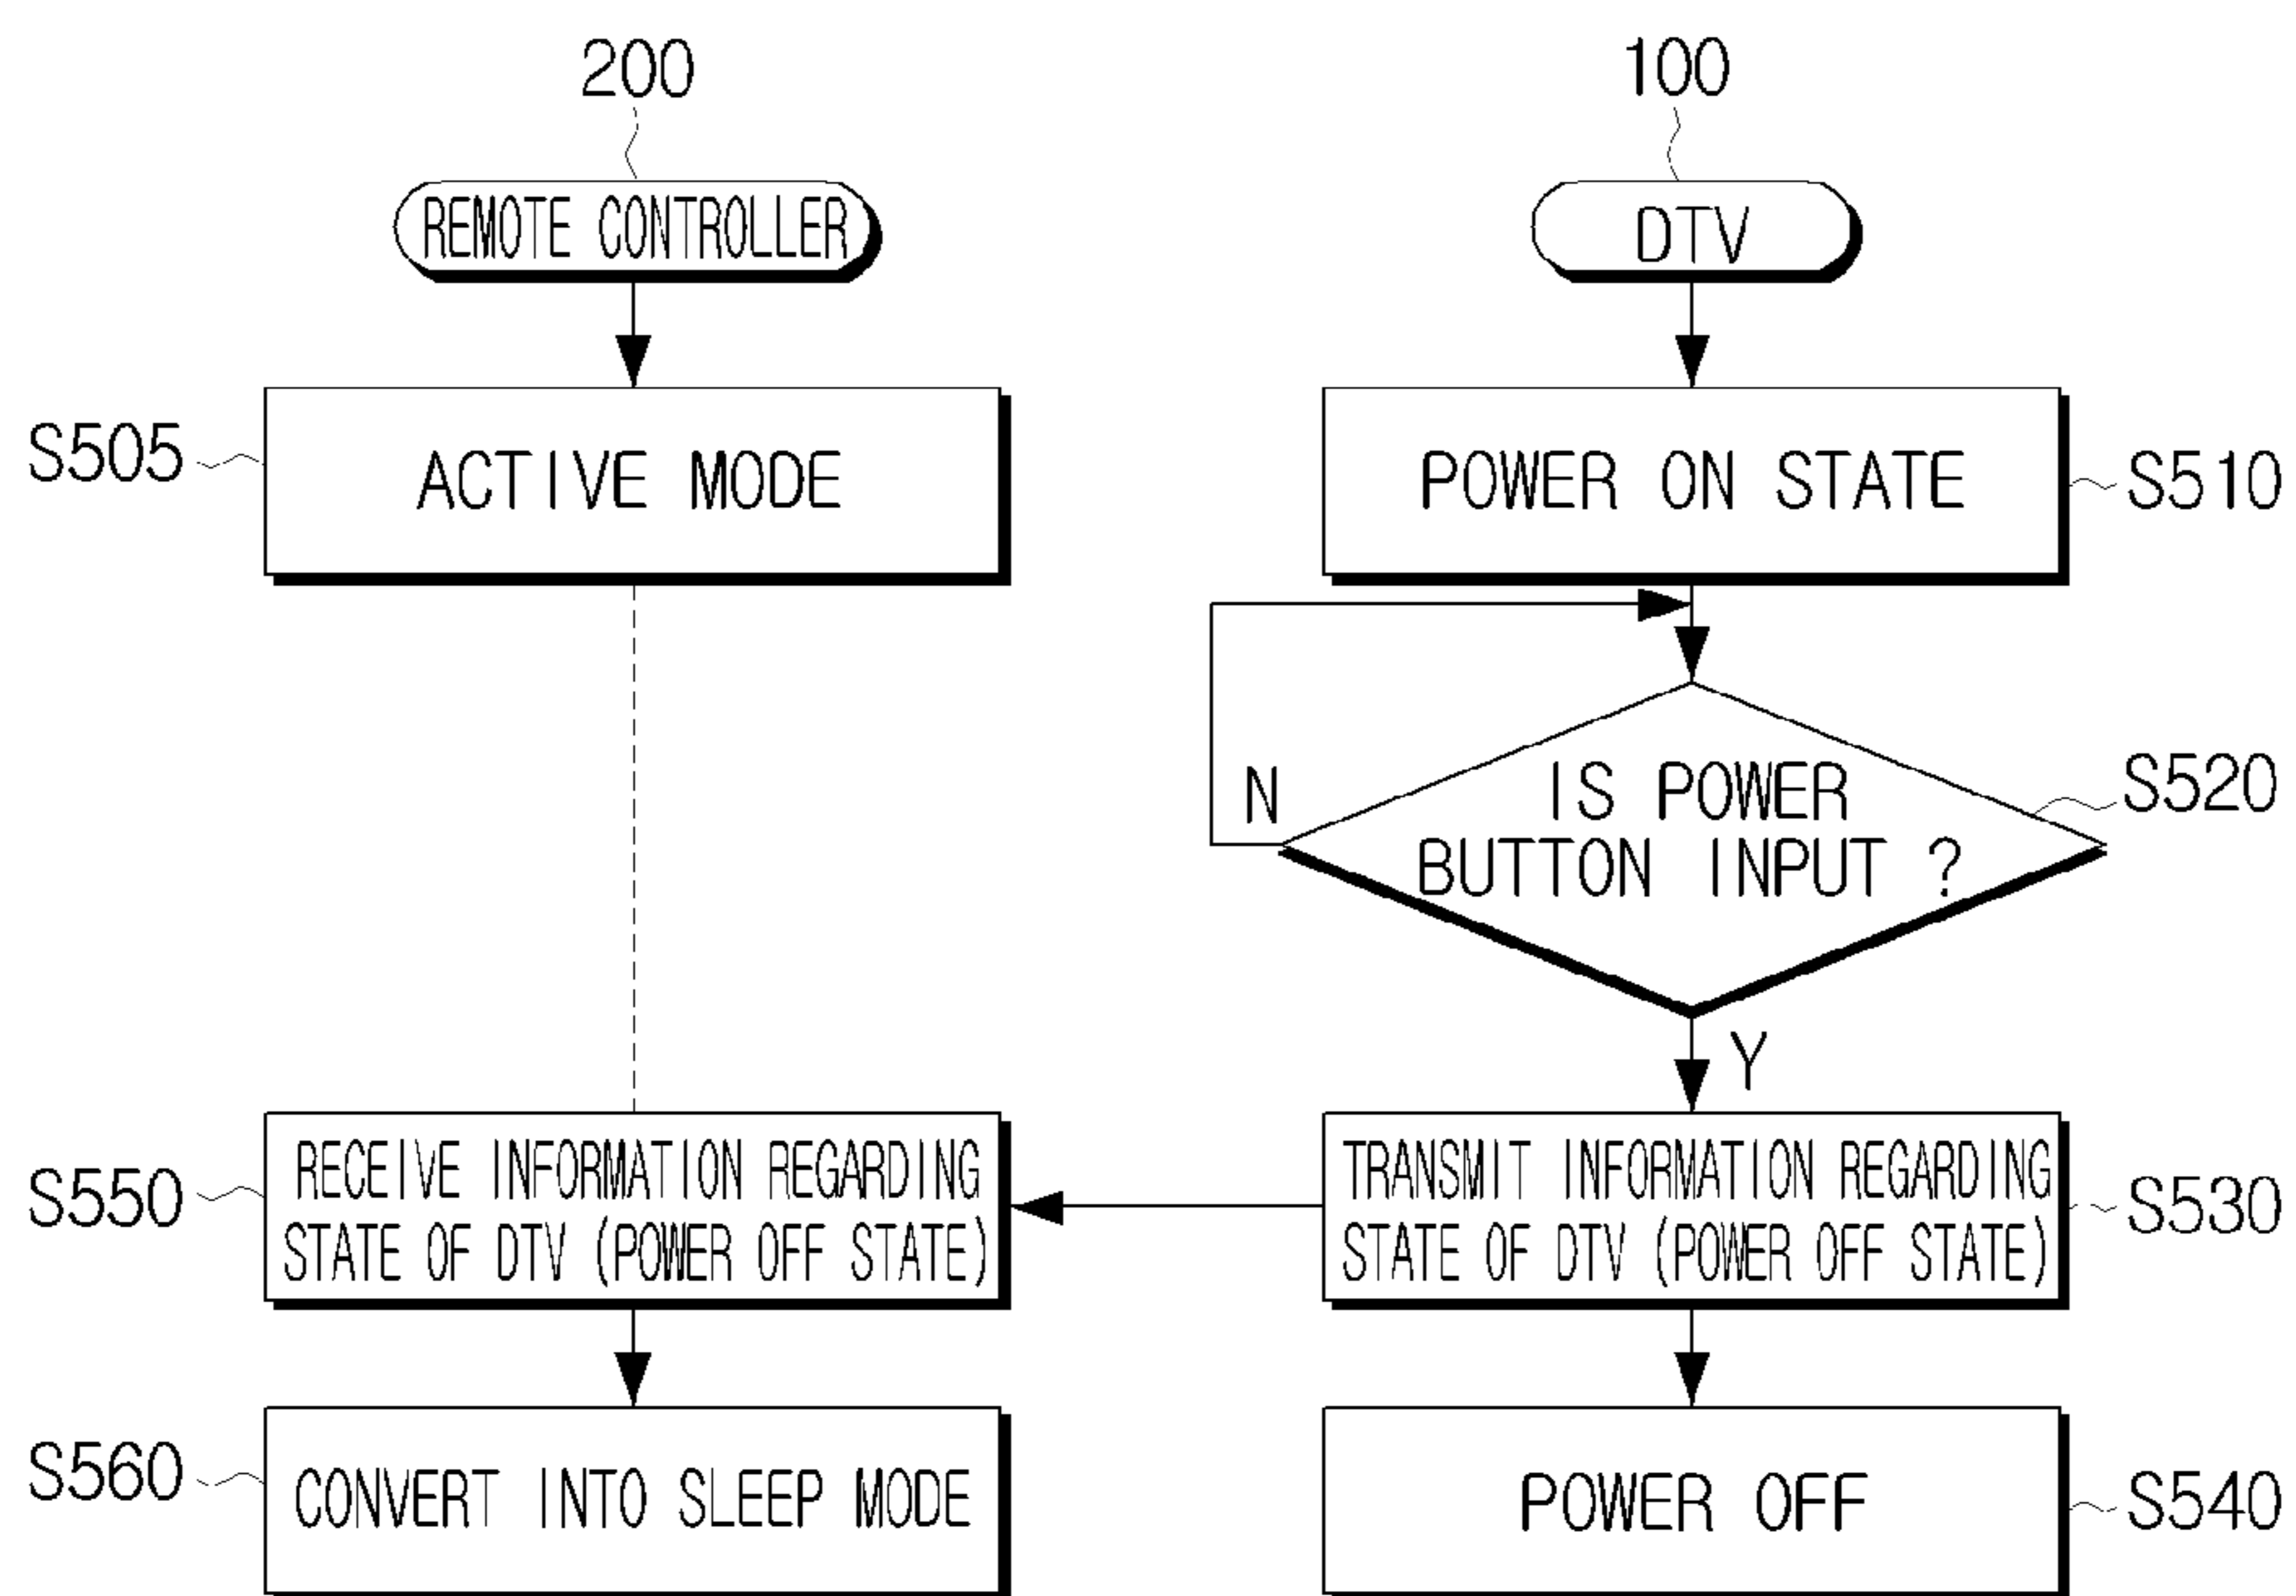 200
100
REMOTE CONTROLLER
DTV
S505
ACTIVE MODE
POWER ON STATE
S510
N
IS POWER
BUTTON INPUT ?
S520
Y
S550
RECEIVE INFORMATION REGARDING
STATE OF DTV (POWER OFF STATE)
TRANSMIT INFORMATION REGARDING
STATE OF DTV (POWER OFF STATE)
S530
S560
CONVERT INTO SLEEP MODE
POWER OFF
S540